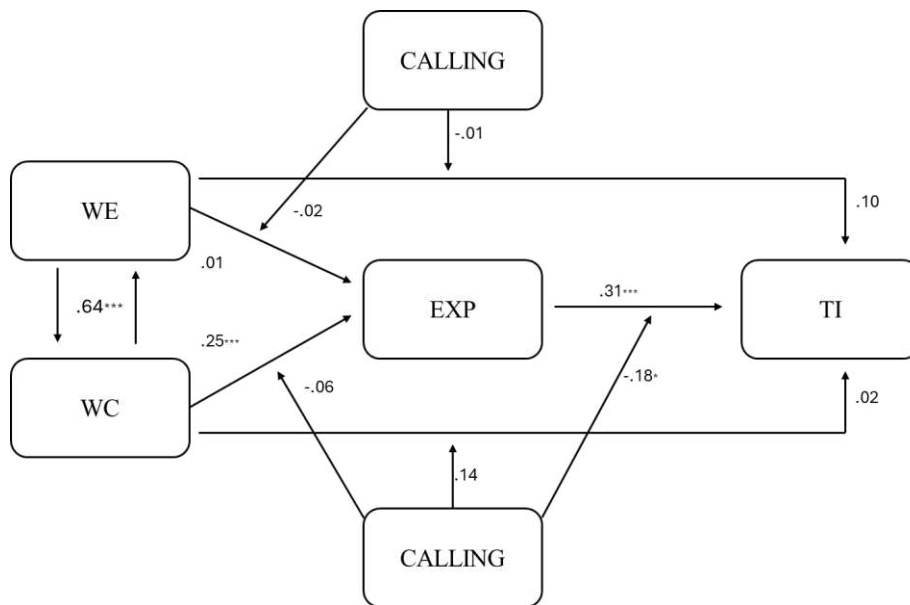 CALLING
-.01
WE
-.02
.10
.01
.64***
EXP
.31***
TI
.25***
WC
-.06
-.18*
.02
.14
CALLING